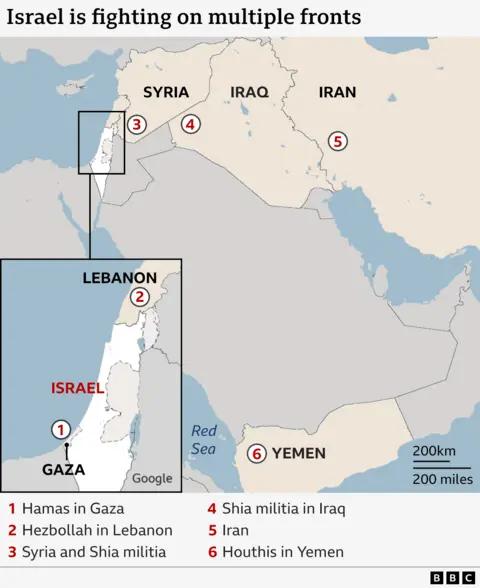 Israel is fighting on multiple fronts
SYRIA
IRAQ
IRAN
3
4
5
LEBANON
2
ISRAEL
1
GAZA
Google
Red
Sea
6 YEMEN
200km
200 miles
1 Hamas in Gaza
2 Hezbollah in Lebanon
3 Syria and Shia militia
4 Shia militia in Iraq
5 Iran
6 Houthis in Yemen
BBC